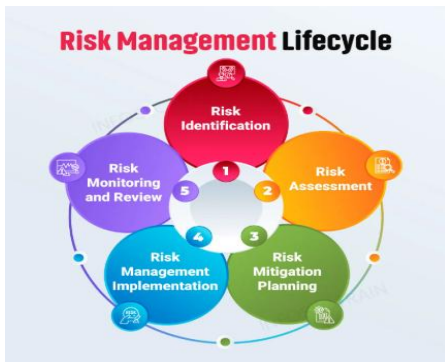 Risk Management Lifecycle
Risk
Identification
1
Risk
Assessment
2
3
Risk
Mitigation
Planning
4
Risk
Management
Implementation
Risk
Monitoring
and Review
5